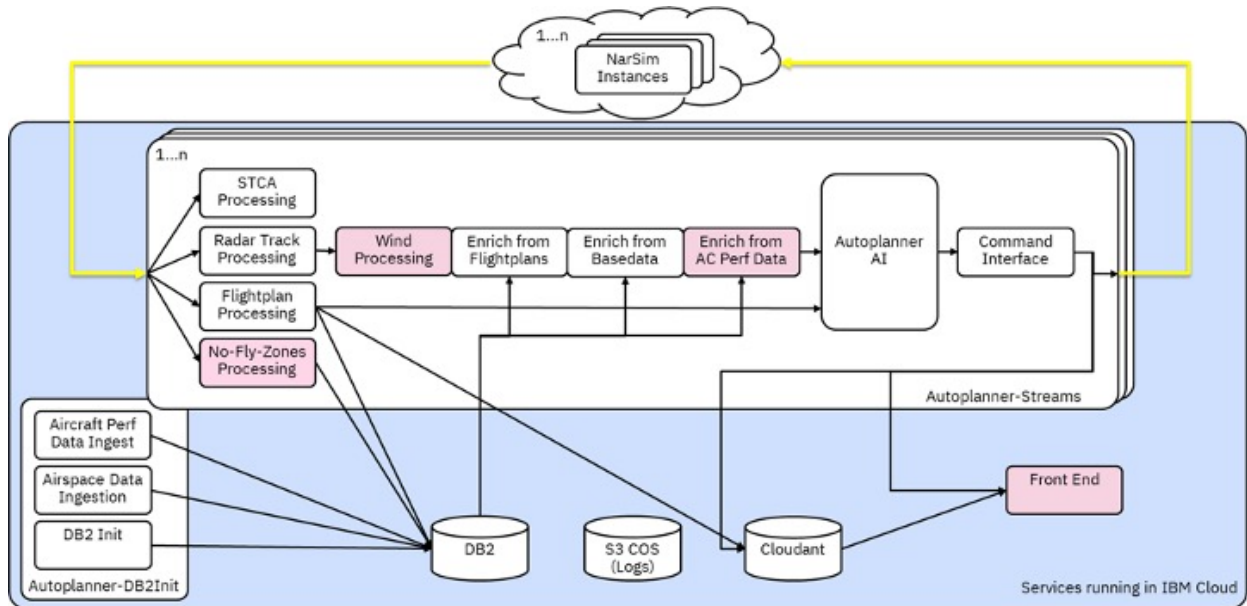 1...n
NarSim
Instances
1...n
STCA
Processing
Radar Track
Processing
Wind
Processing
Enrich from
Flightplans
Enrich from
Basedata
Enrich from
AC Perf Data
Autoplanner
AI
Command
Interface
Flightplan
Processing
No-Fly-Zones
Processing
Autoplanner-Streams
Aircraft Perf
Data Ingest
Airspace Data
Ingestion
DB2 Init
Autoplanner-DB2Init
DB2
S3 COS
(Logs)
Cloudant
Front End
Services running in IBM Cloud